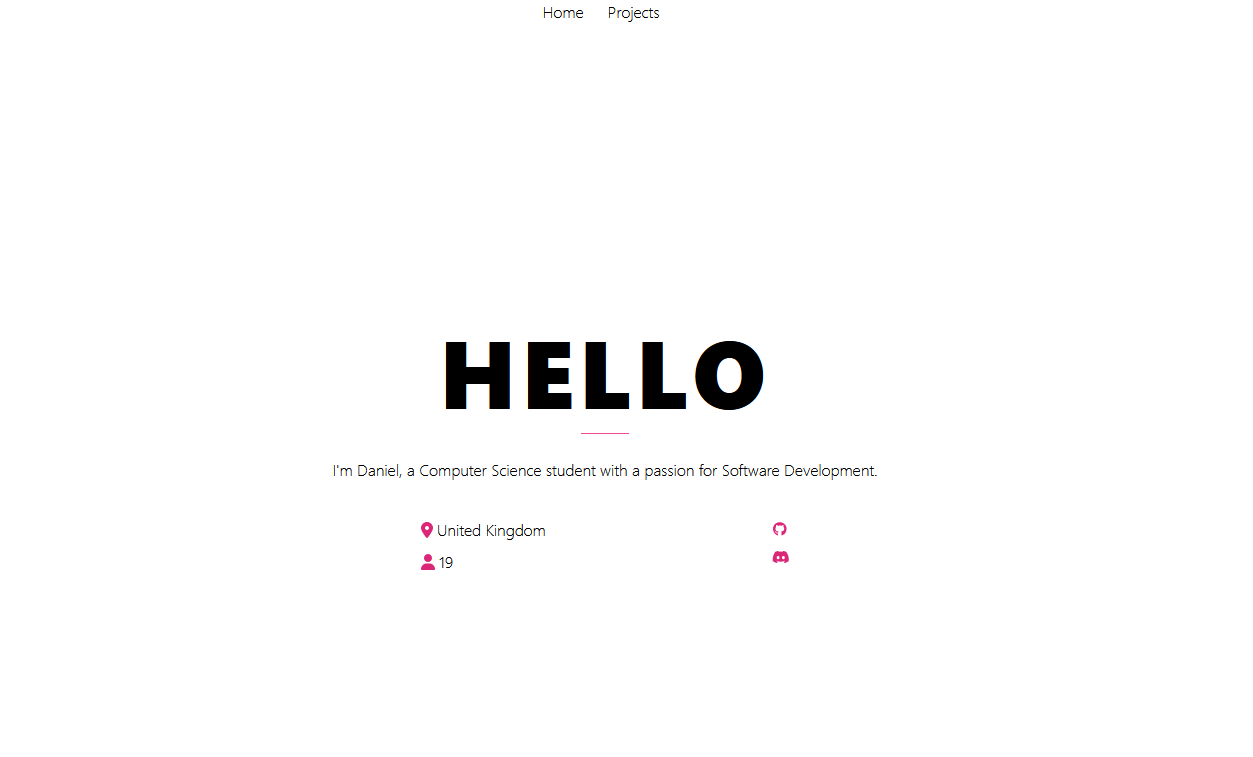 Home Projects
HELLO
I'm Daniel, a Computer Science student with a passion for Software Development.
United Kingdom
19